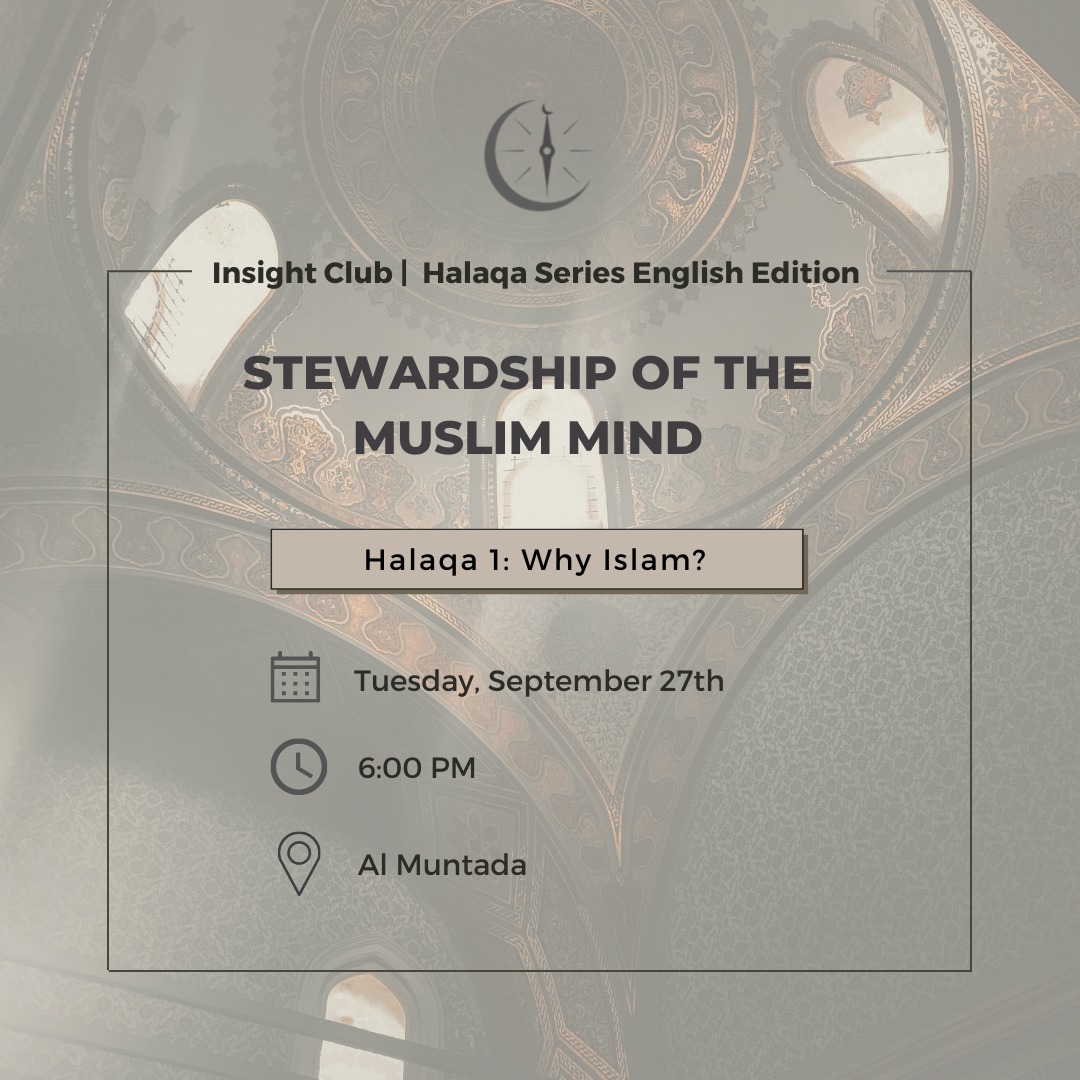 Insight Club | Halaqa Series English Edition
STEWARDSHIP OF THE
MUSLIM MIND
Halaqa 1: Why Islam?
Tuesday, September 27th
6:00 PM
Al Muntada